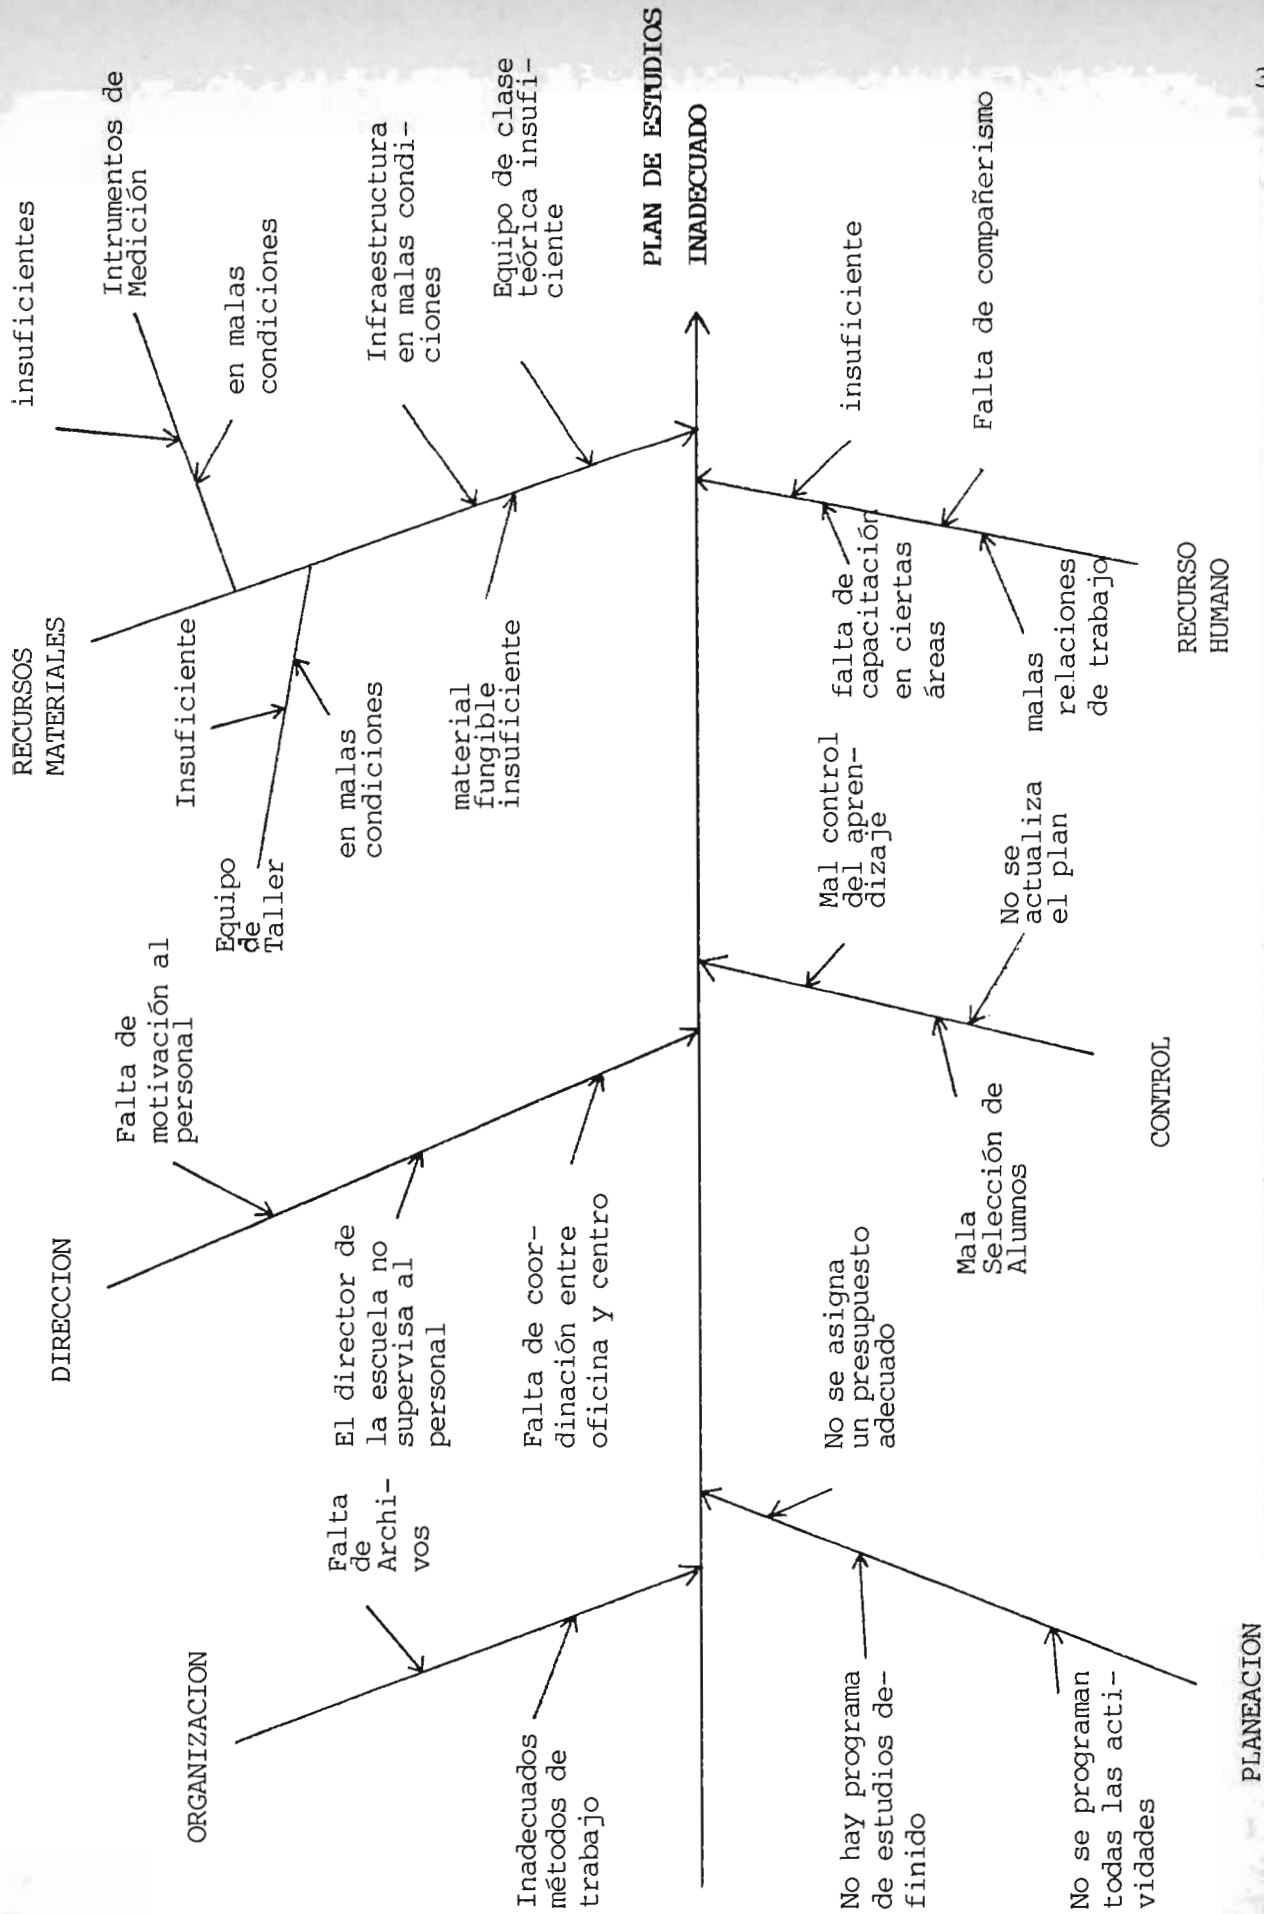 RECURSOS
MATERIALES
insuficientes
Intrumentos de
Medición
en malas
condiciones
Equipo
de
Taller
Insuficiente
en malas
condiciones
Infraestructura
en malas condi-
ciones
material
fungible
insuficiente
Equipo de clase
teórica insufi-
ciente
DIRECCION
Falta de
motivación al
personal
El director de
la escuela no
supervisa al
personal
Falta de coor-
dinación entre
oficina y centro
ORGANIZACION
Falta
de
Archi-
vos
Inadecuados
métodos de
trabajo
PLAN DE ESTUDIOS
INADECUADO
No se asigna
un presupuesto
adecuado
No hay programa
de estudios de-
finido
No se programan
todas las acti-
vidades
PLANEACION
Mal control
del apren-
dizaje
No se
actualiza
el plan
Mala
Selección de
Alumnos
CONTROL
insuficiente
falta de
capacitación
en ciertas
áreas
Falta de compañerismo
malas
relaciones
de trabajo
RECURSO
HUMANO